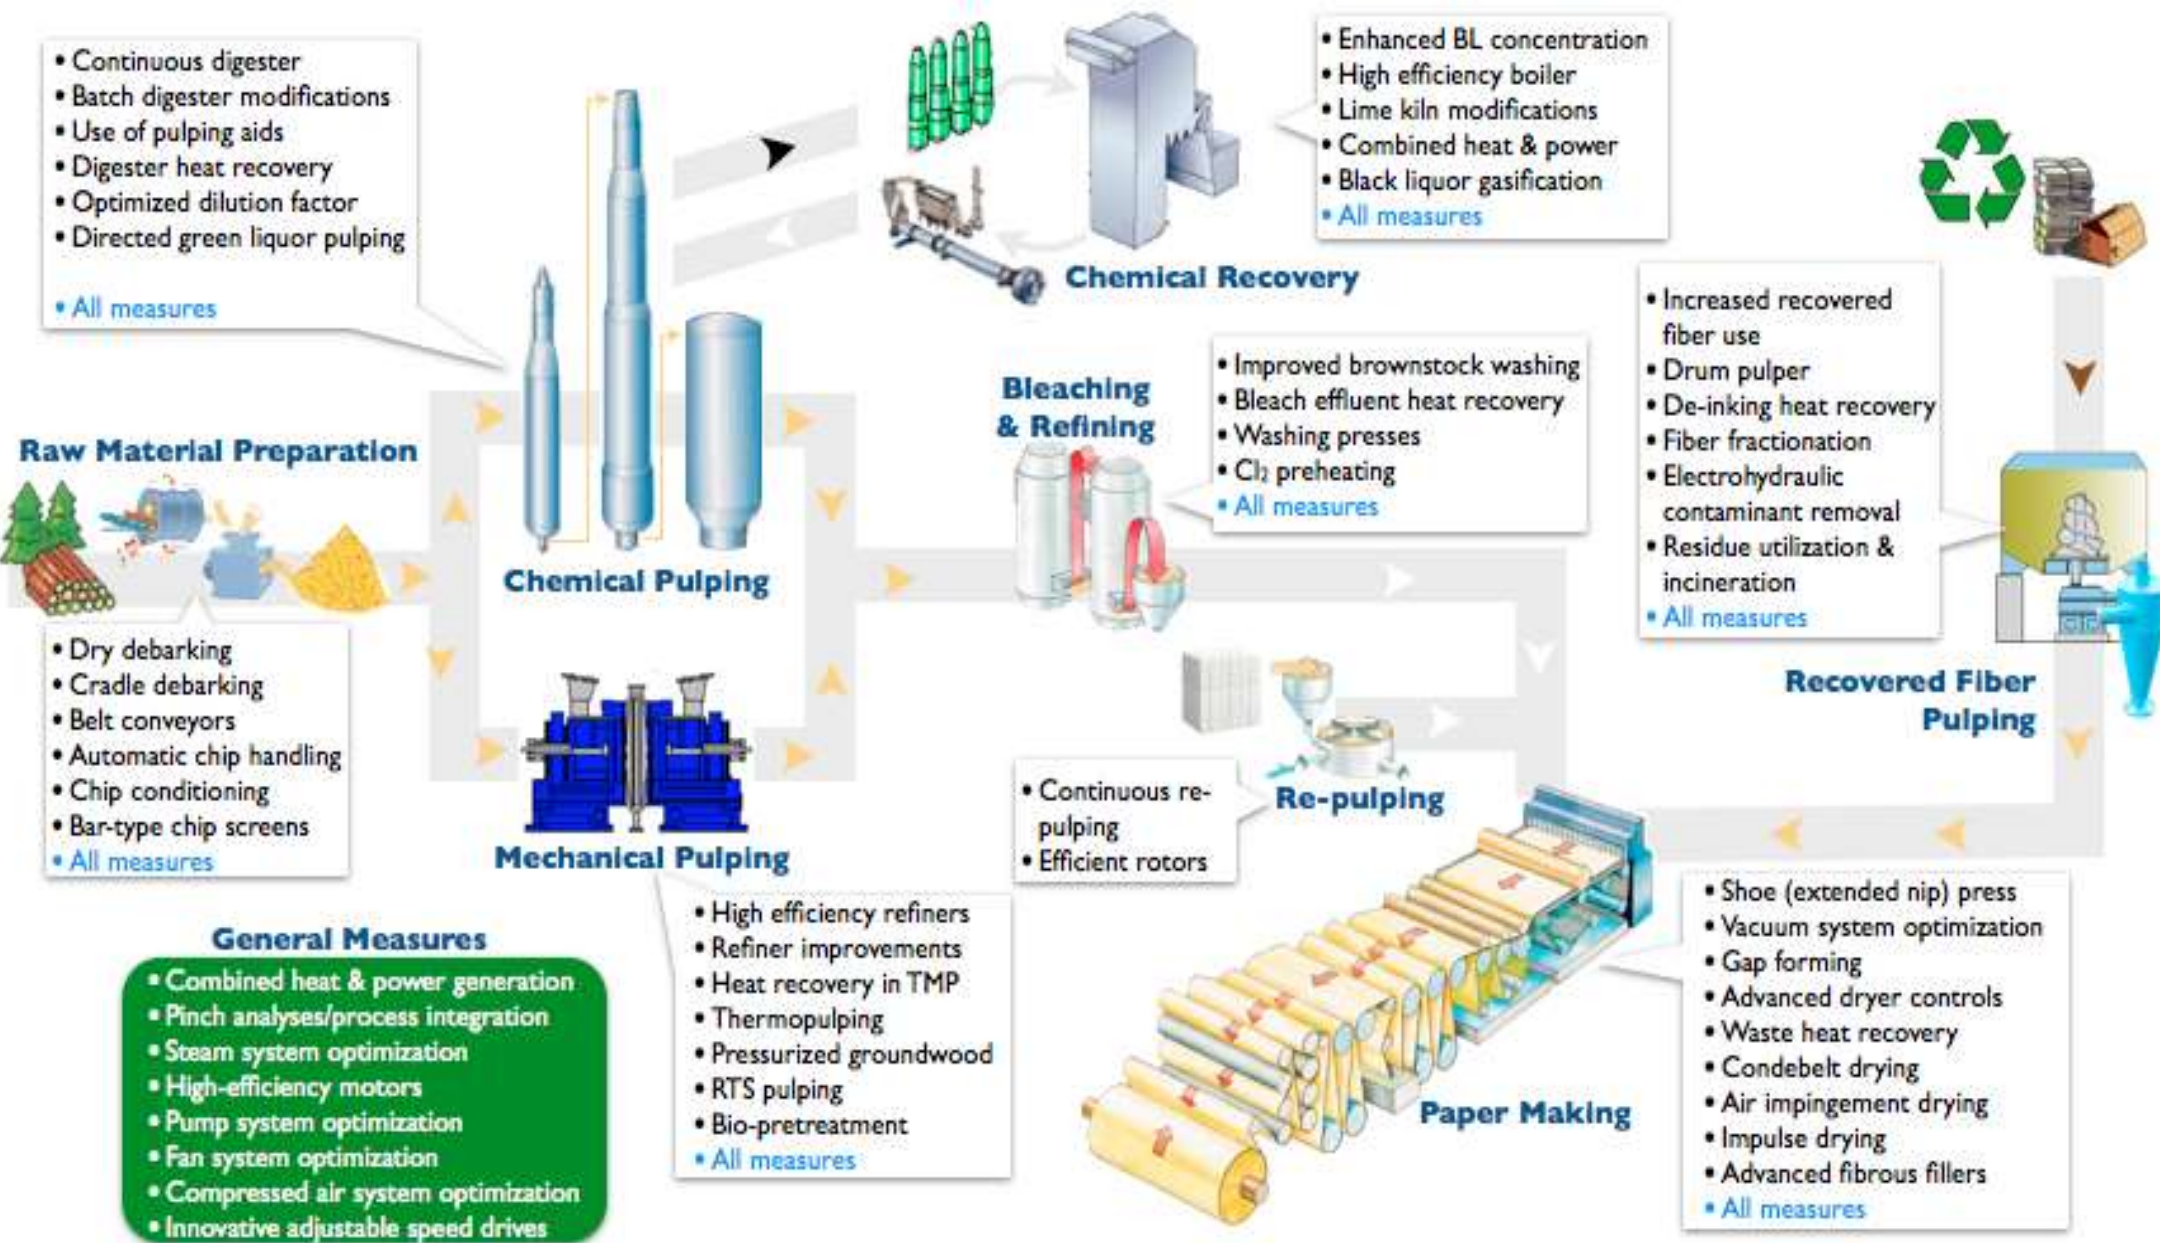 • Continuous digester
• Batch digester modifications
• Use of pulping aids
• Digester heat recovery
• Optimized dilution factor
• Directed green liquor pulping
• All measures
• Enhanced BL concentration
• High efficiency boiler
• Lime kiln modifications
• Combined heat & power
• Black liquor gasification
• All measures
Chemical Recovery
• Increased recovered
fiber use
• Drum pulper
• De-inking heat recovery
• Fiber fractionation
• Electrohydraulic
contaminant removal
• Residue utilization &
incineration
• All measures
Recovered Fiber
Pulping
Bleaching
& Refining
• Improved brownstock washing
• Bleach effluent heat recovery
• Washing presses
• Cl₂ preheating
• All measures
Raw Material Preparation
• Dry debarking
• Cradle debarking
• Belt conveyors
• Automatic chip handling
• Chip conditioning
• Bar-type chip screens
• All measures
Chemical Pulping
Mechanical Pulping
• High efficiency refiners
• Refiner improvements
• Heat recovery in TMP
• Thermopulping
• Pressurized groundwood
• RTS pulping
• Bio-pretreatment
• All measures
• Continuous re-
pulping
• Efficient rotors
Re-pulping
Paper Making
• Shoe (extended nip) press
• Vacuum system optimization
• Gap forming
• Advanced dryer controls
• Waste heat recovery
• Condebelt drying
• Air impingement drying
• Impulse drying
• Advanced fibrous fillers
• All measures
General Measures
• Combined heat & power generation
• Pinch analyses/process integration
• Steam system optimization
• High-efficiency motors
• Pump system optimization
• Fan system optimization
• Compressed air system optimization
• Innovative adjustable speed drives